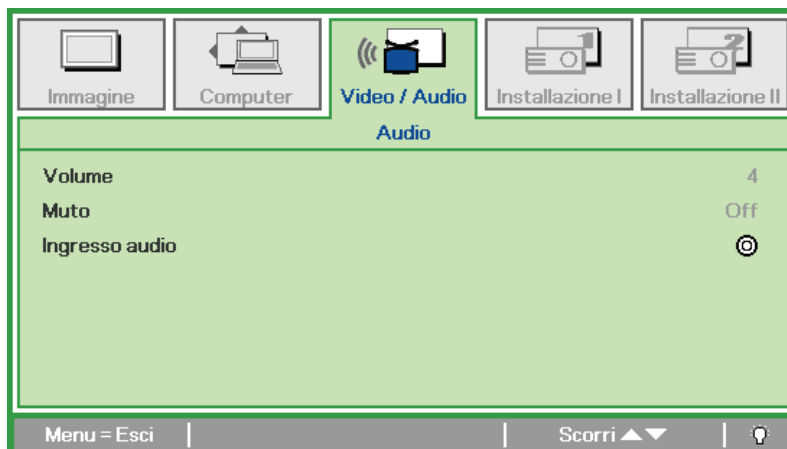 Immagine
Computer
Video / Audio
Installazione I
Installazione II
Audio
Volume 4
Muto Off
Ingresso audio
Menu = Esci Scorri